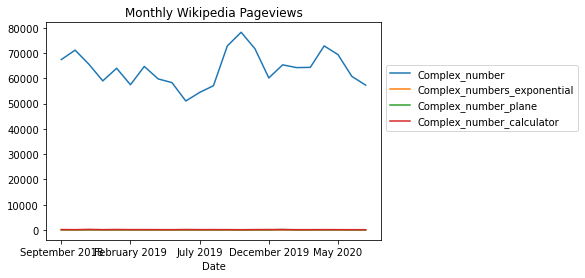 Monthly Wikipedia Pageviews
80000
70000
60000
50000
40000
30000
20000
10000
0
September 2018
February 2019
July 2019
December 2019
May 2020
Date
Complex_number
Complex_numbers_exponential
Complex_number_plane
Complex_number_calculator